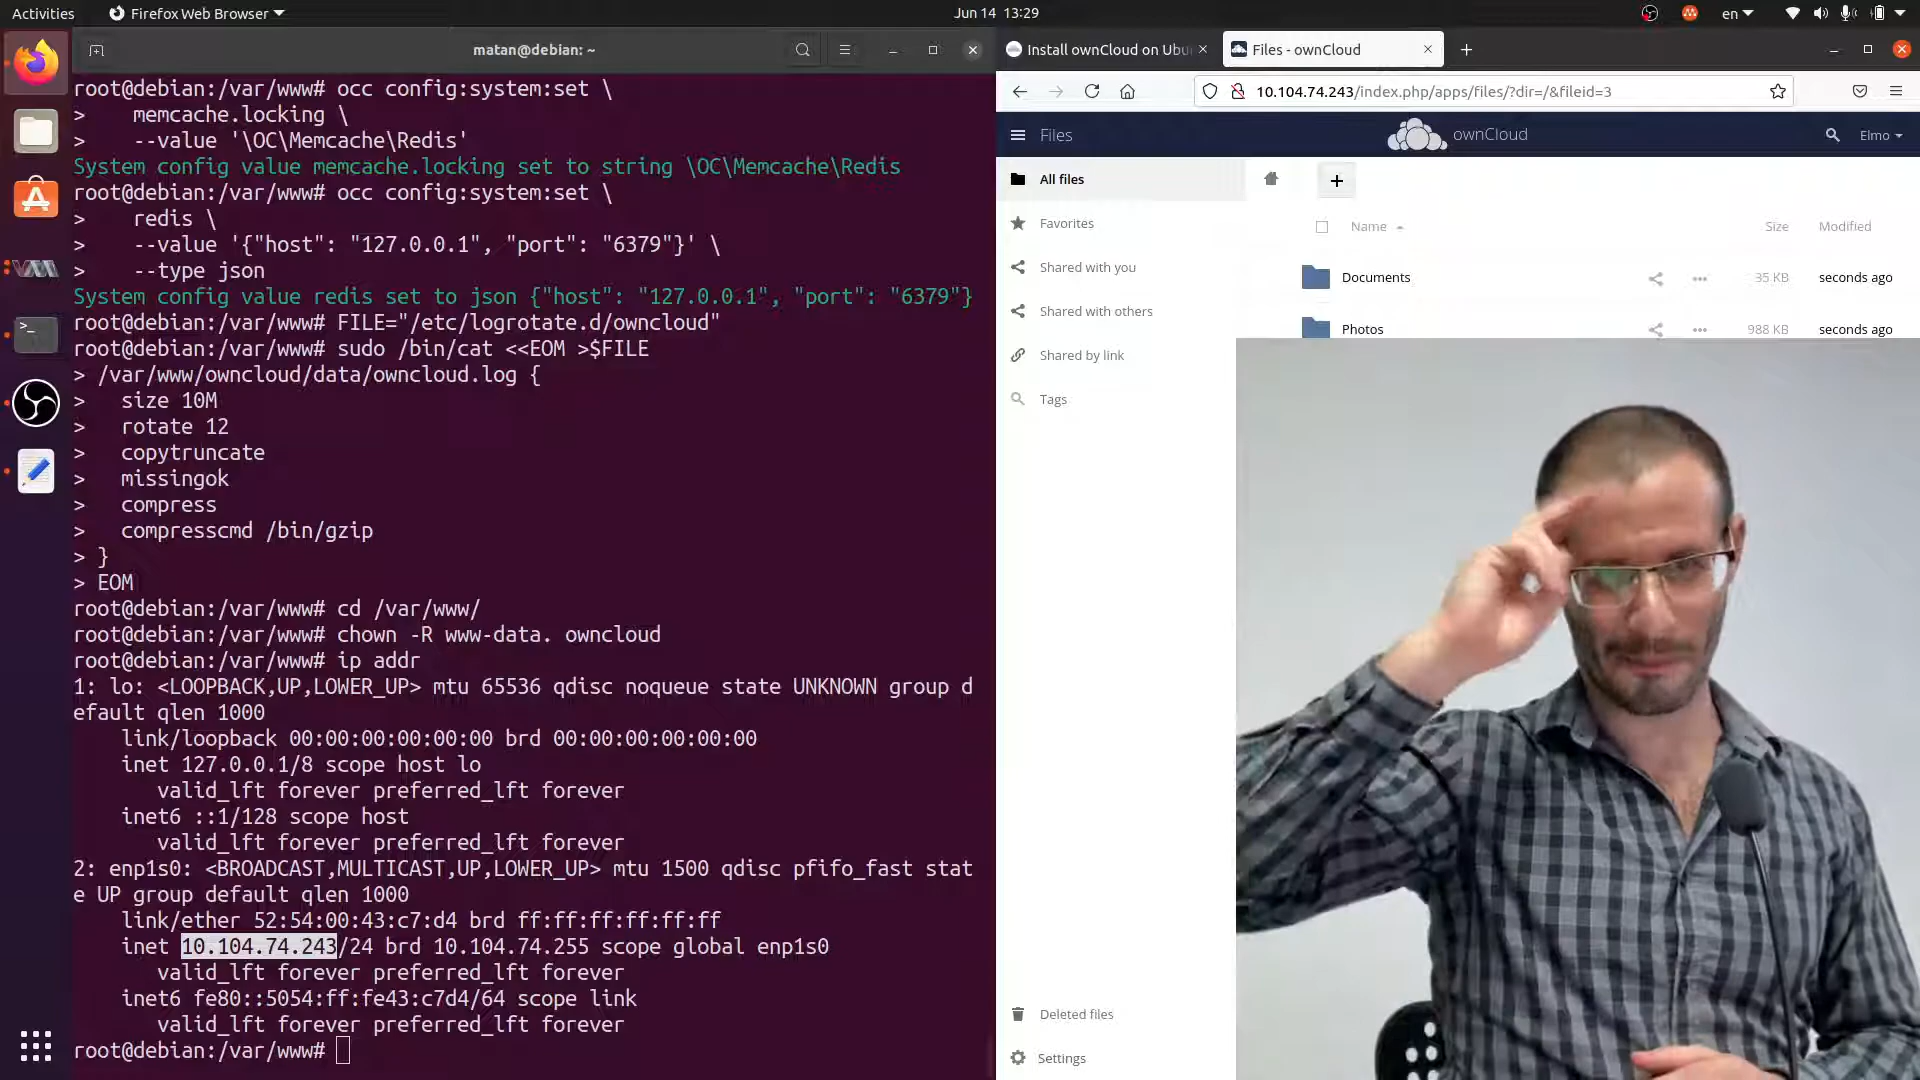 Activities
Firefox Web Browser
Jun 14 13:29
en
matan@debian: ~
root@debian:/var/www# occ config:system:set \
>    memcache.locking \
>    --value '\OC\Memcache\Redis'
System config value memcache.locking set to string \OC\Memcache\Redis
root@debian:/var/www# occ config:system:set \
>    redis \
>    --value '{"host": "127.0.0.1", "port": "6379"}' \
>    --type json
System config value redis set to json {"host": "127.0.0.1", "port": "6379"}
root@debian:/var/www# FILE="/etc/logrotate.d/owncloud"
root@debian:/var/www# sudo /bin/cat <<EOM >$FILE
> /var/www/owncloud/data/owncloud.log {
>   size 10M
>   rotate 12
>   copytruncate
>   missingok
>   compress
>   compresscmd /bin/gzip
> }
> EOM
root@debian:/var/www# cd /var/www/
root@debian:/var/www# chown -R www-data. owncloud
root@debian:/var/www# ip addr
1: lo: <LOOPBACK,UP,LOWER_UP> mtu 65536 qdisc noqueue state UNKNOWN group d
efault qlen 1000
    link/loopback 00:00:00:00:00:00 brd 00:00:00:00:00:00
    inet 127.0.0.1/8 scope host lo
       valid_lft forever preferred_lft forever
    inet6 ::1/128 scope host
       valid_lft forever preferred_lft forever
2: enp1s0: <BROADCAST,MULTICAST,UP,LOWER_UP> mtu 1500 qdisc pfifo_fast stat
e UP group default qlen 1000
    link/ether 52:54:00:43:c7:d4 brd ff:ff:ff:ff:ff:ff
    inet 10.104.74.243/24 brd 10.104.74.255 scope global enp1s0
       valid_lft forever preferred_lft forever
    inet6 fe80::5054:ff:fe43:c7d4/64 scope link
       valid_lft forever preferred_lft forever
root@debian:/var/www#
Install ownCloud on Ubu
Files - ownCloud
10.104.74.243/index.php/apps/files/?dir=/&fileid=3
Files
ownCloud
Elmo
All files
Favorites
Shared with you
Shared with others
Shared by link
Tags
Name
Size
Modified
Documents
35 KB
seconds ago
Photos
988 KB
seconds ago
Deleted files
Settings